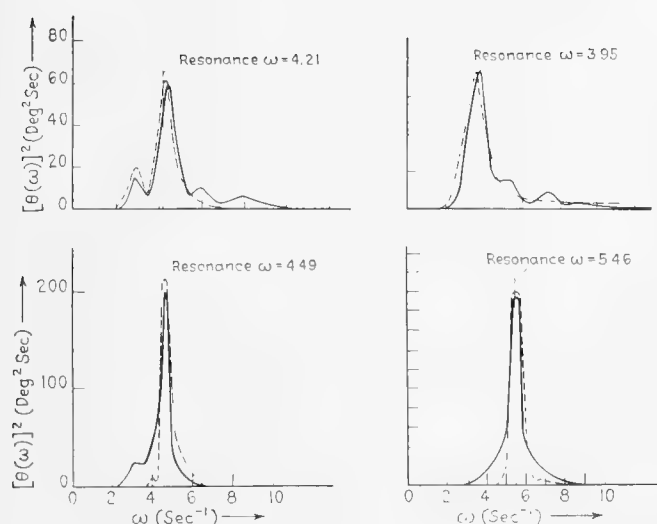 [θ(ω)]² (Deg² Sec)
80
60
40
20
0
Resonance ω=4.21
Resonance ω=3.95
[θ(ω)]² (Deg² Sec)
200
100
0
Resonance ω=4.49
Resonance ω=5.46
0 2 4 6 8 10
0 2 4 6 8 10
ω (Sec⁻¹)
ω (Sec⁻¹)